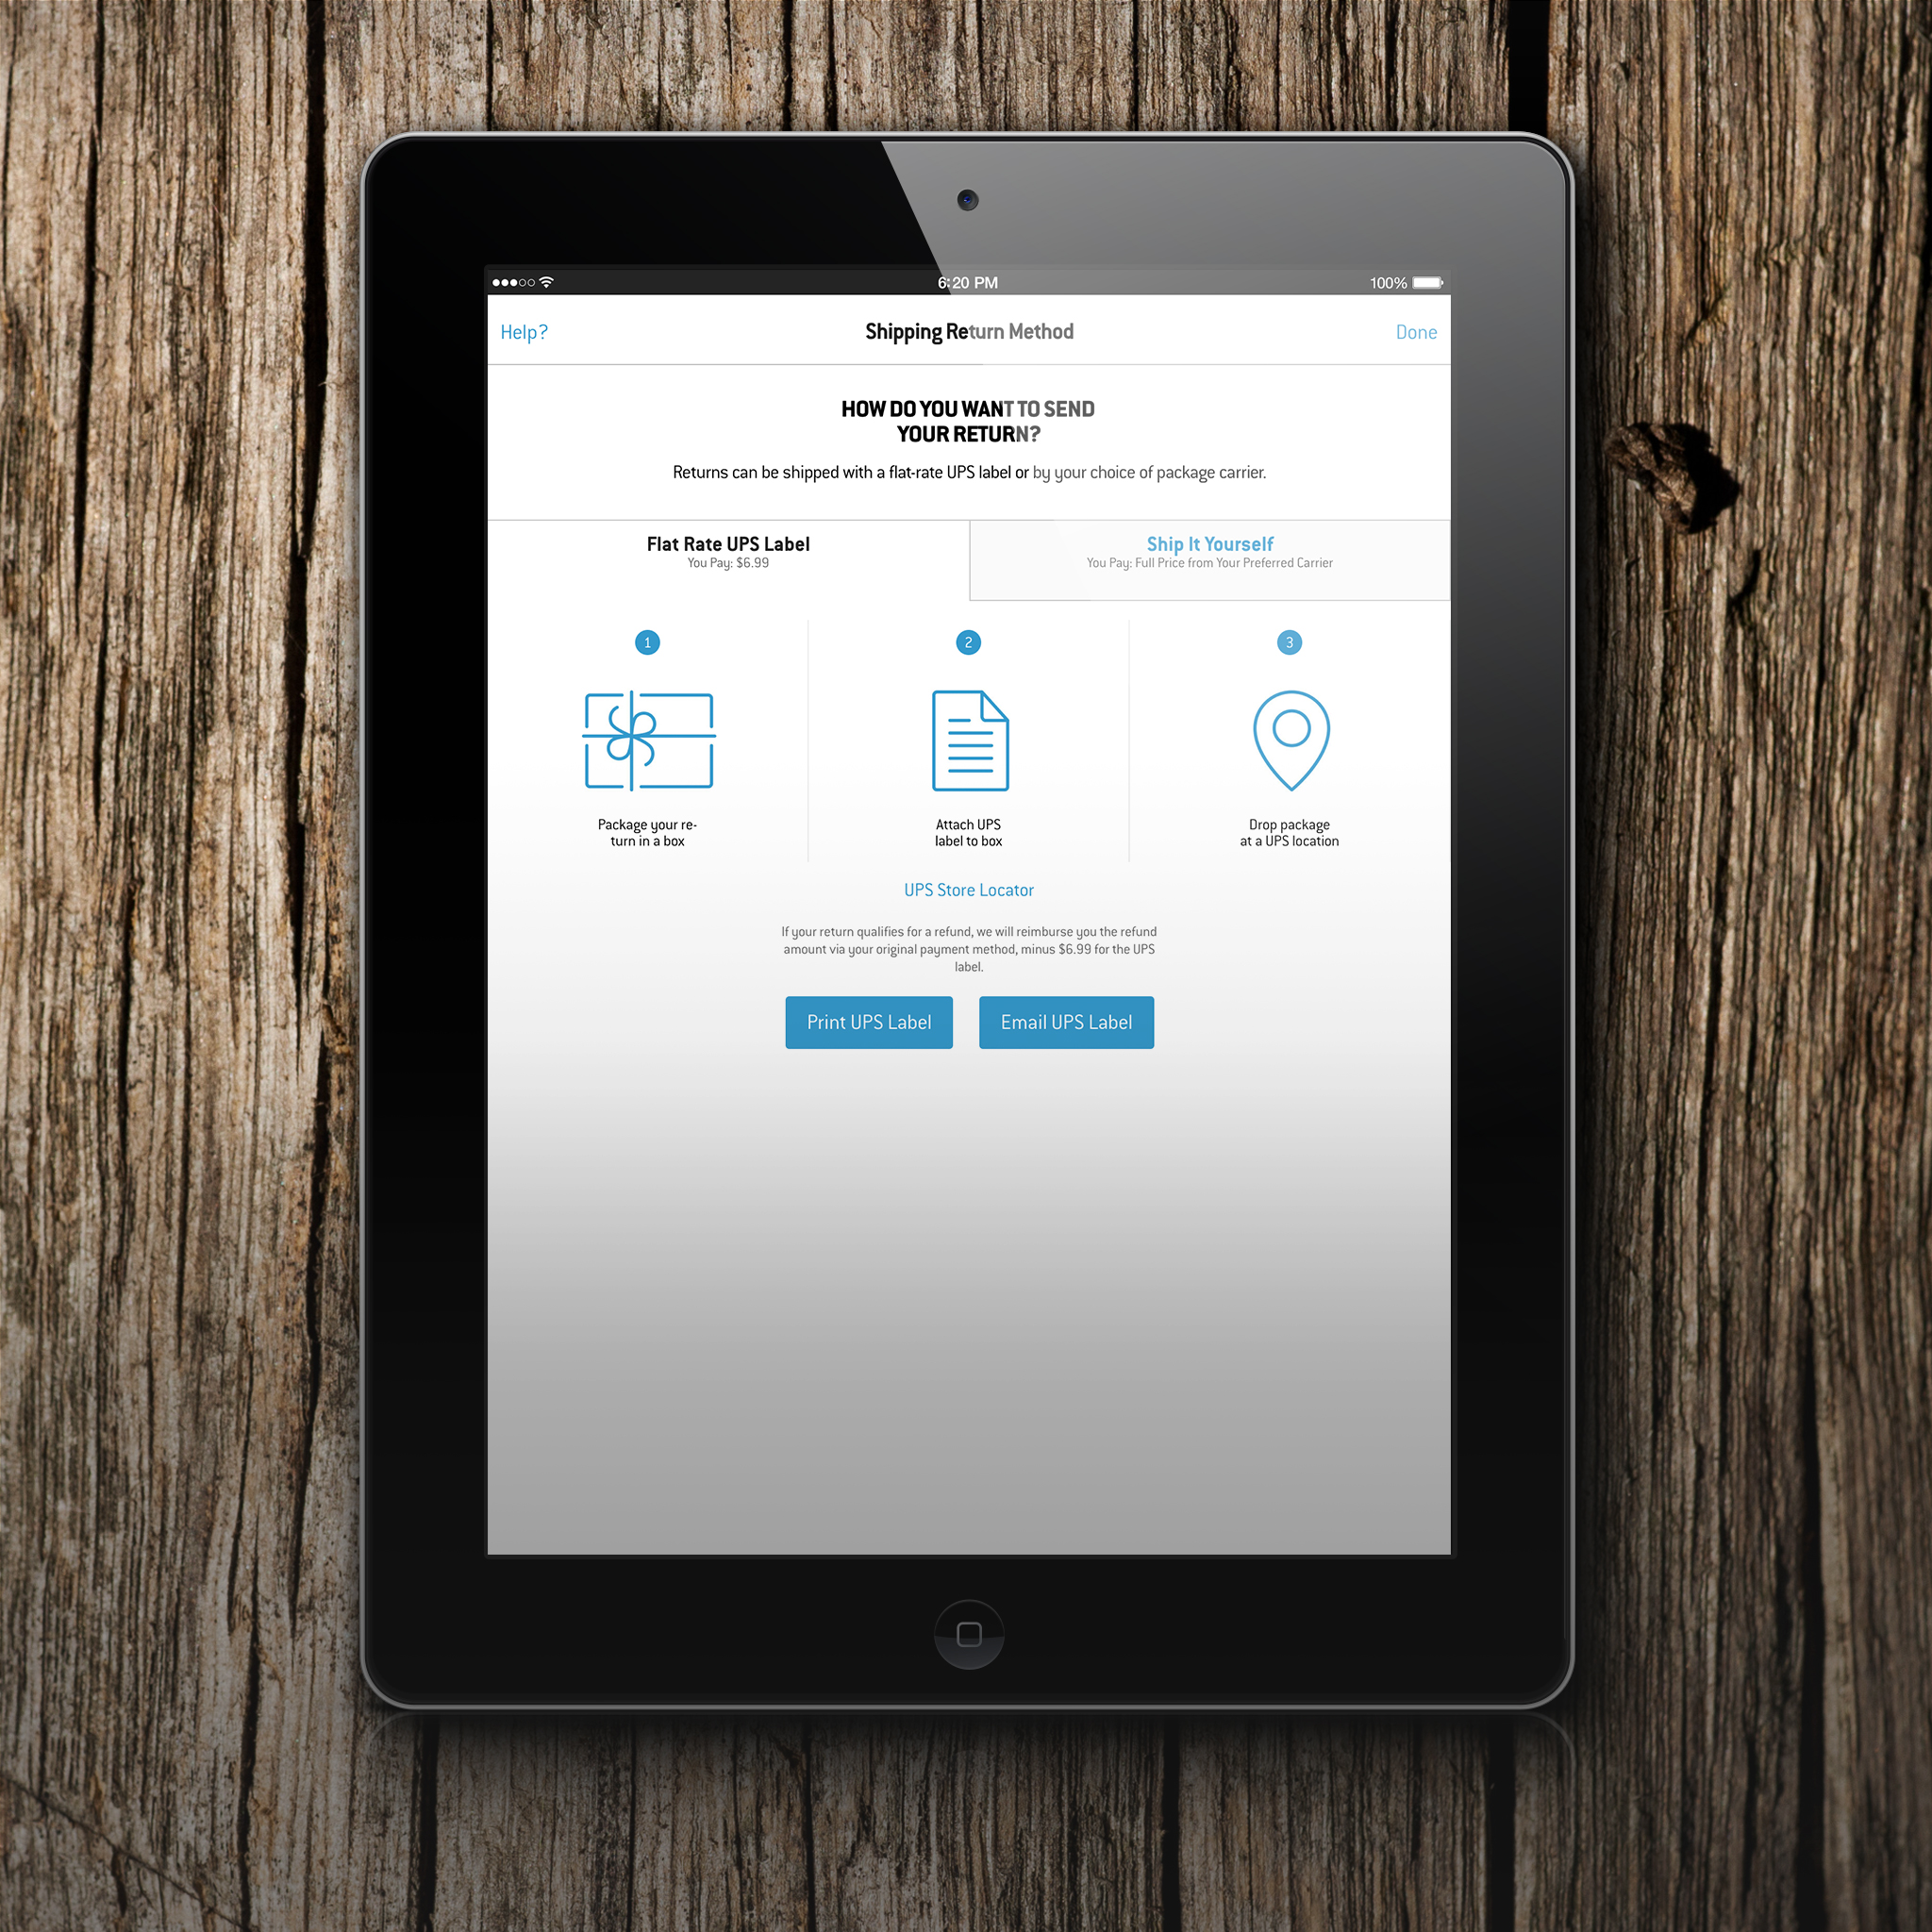 6:20 PM
100%
Help?
Shipping Return Method
Done
HOW DO YOU WANT TO SEND
YOUR RETURN?
Returns can be shipped with a flat-rate UPS label or by your choice of package carrier.
Flat Rate UPS Label
You Pay: $6.99
Ship It Yourself
You Pay: Full Price from Your Preferred Carrier
1
2
3
Package your re-
turn in a box
Attach UPS
label to box
Drop package
at a UPS location
UPS Store Locator
If your return qualifies for a refund, we will reimburse you the refund
amount via your original payment method, minus $6.99 for the UPS
label.
Print UPS Label
Email UPS Label